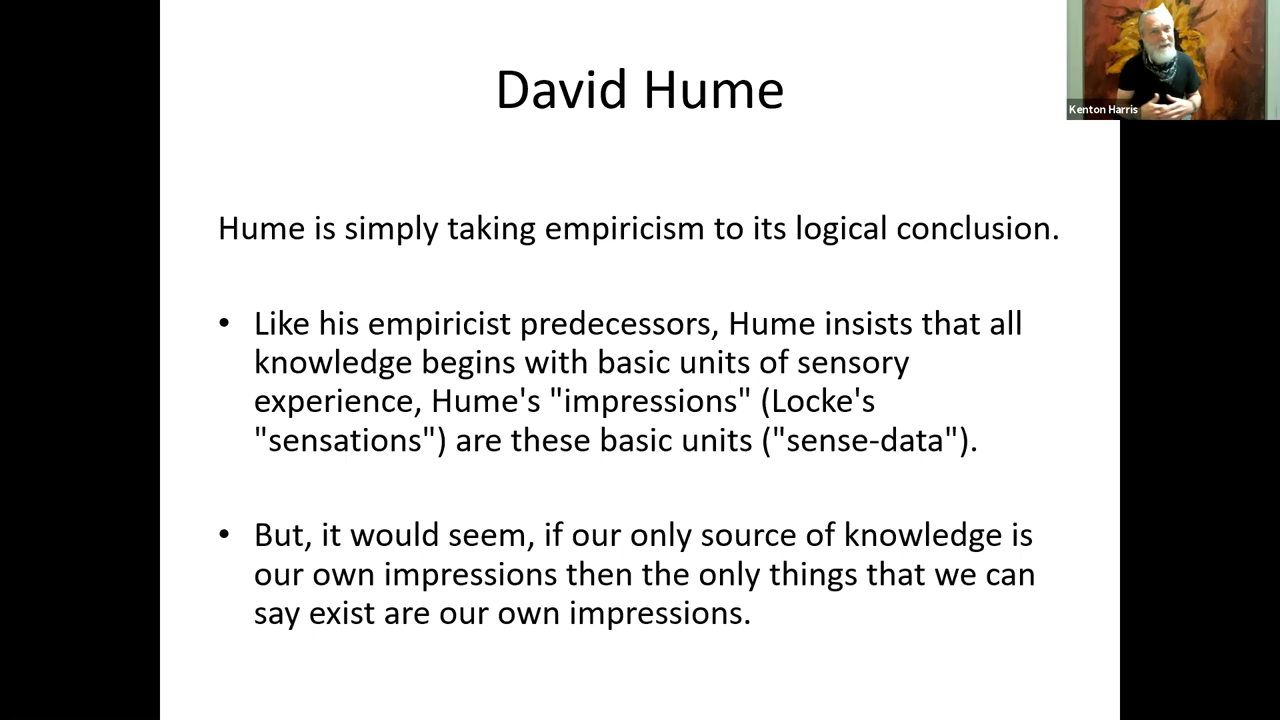 David Hume
Kenton Harris
Hume is simply taking empiricism to its logical conclusion.
• Like his empiricist predecessors, Hume insists that all
knowledge begins with basic units of sensory
experience, Hume's "impressions" (Locke's
"sensations") are these basic units ("sense-data").
• But, it would seem, if our only source of knowledge is
our own impressions then the only things that we can
say exist are our own impressions.